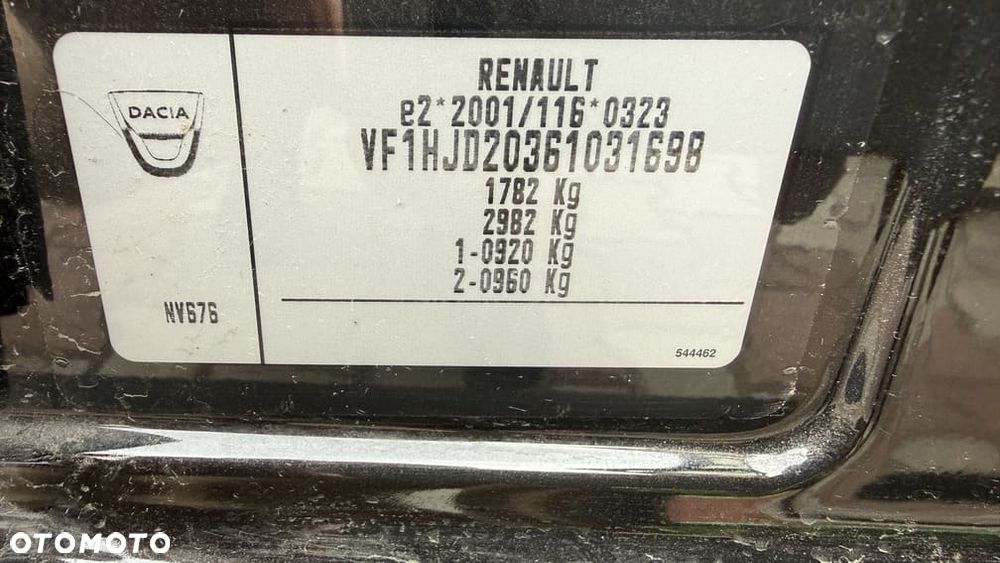 DACIA
RENAULT
e2*2001/116*0323
VF1HJD20361031698
1782 Kg
2982 Kg
1-0920 Kg
2-0960 Kg
NV676
544462
OTOMOTO